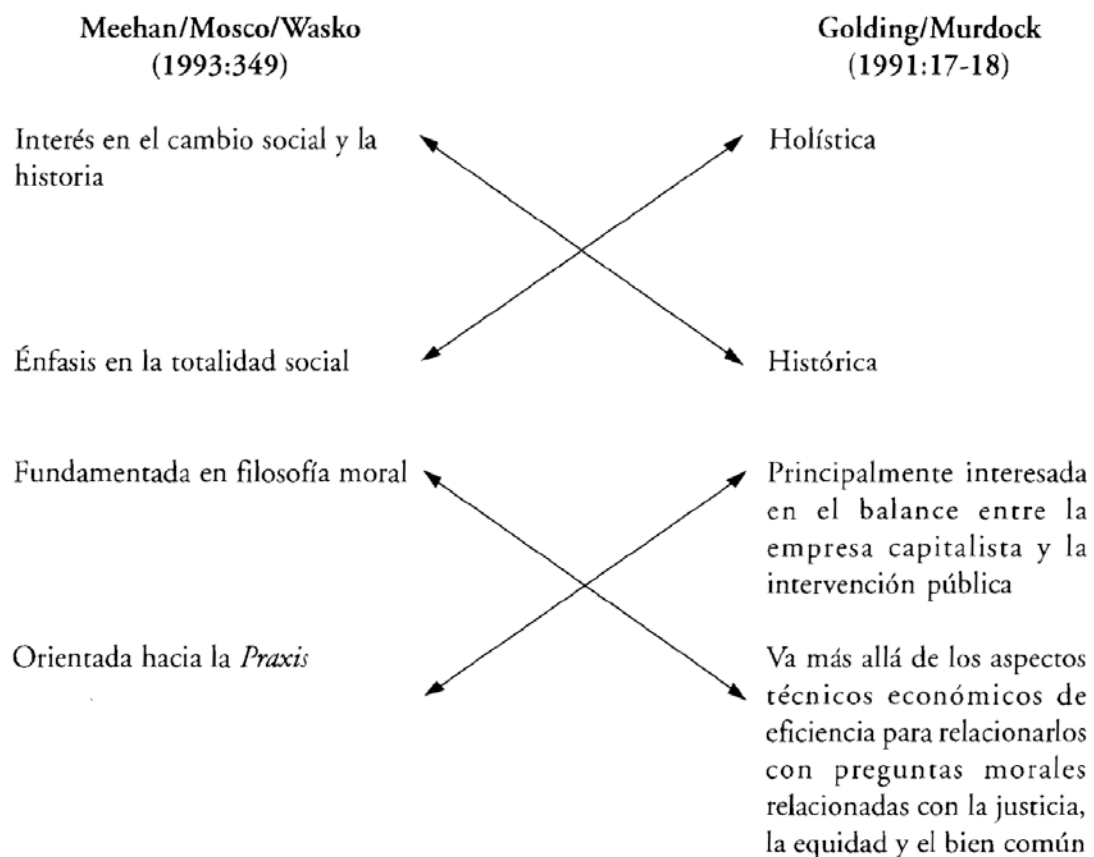 Meehan/Mosco/Wasko
(1993:349)
Golding/Murdock
(1991:17-18)
Interés en el cambio social y la
historia
Holística
Énfasis en la totalidad social
Histórica
Fundamentada en filosofía moral
Principalmente interesada
en el balance entre la
empresa capitalista y la
intervención pública
Orientada hacia la Praxis
Va más allá de los aspectos
técnicos económicos de
eficiencia para relacionarlos
con preguntas morales
relacionadas con la justicia,
la equidad y el bien común